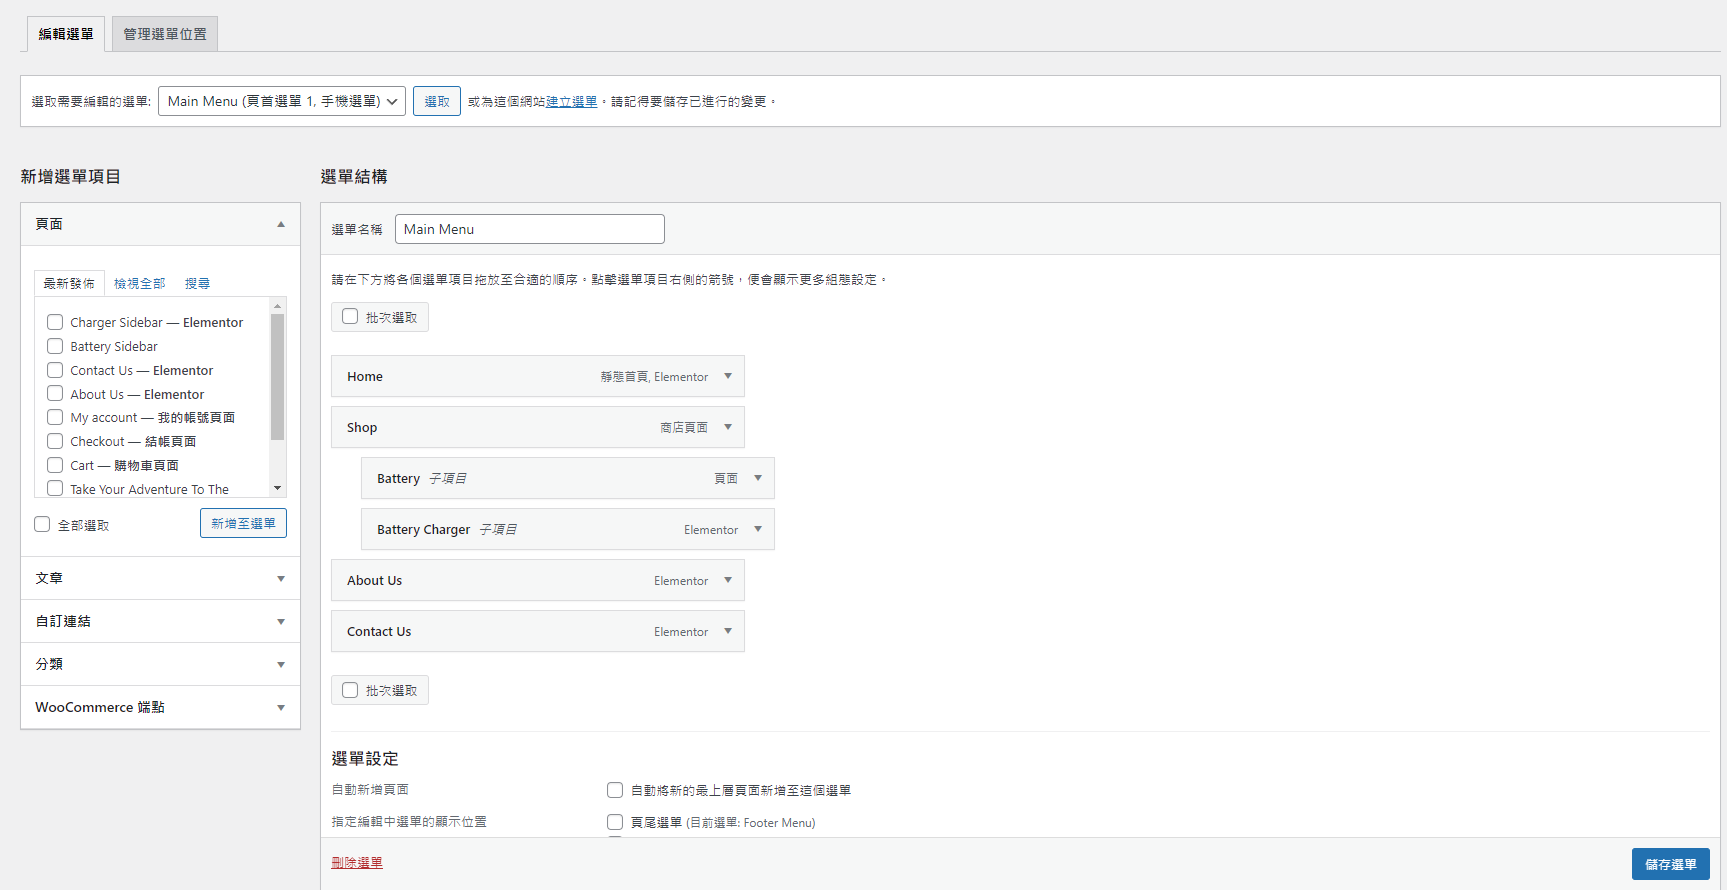 編輯選單
管理選單位置
選取需要編輯的選單: Main Menu (頁首選單 1, 手機選單) 選取 或為這個網站建立選單。請記得要儲存已進行的變更。
新增選單項目
頁面
最新發佈 檢視全部 搜尋
Charger Sidebar — Elementor
Battery Sidebar
Contact Us — Elementor
About Us — Elementor
My account — 我的帳號頁面
Checkout — 結帳頁面
Cart — 購物車頁面
Take Your Adventure To The
全部選取 新增至選單
文章
自訂連結
分類
WooCommerce 端點
選單結構
選單名稱 Main Menu
請在下方將各個選單項目拖放至合適的順序。點擊選單項目右側的箭號，便會顯示更多組態設定。
批次選取
Home 靜態首頁, Elementor
Shop 商店頁面
Battery 子項目 頁面
Battery Charger 子項目 Elementor
About Us Elementor
Contact Us Elementor
批次選取
選單設定
自動新增頁面 自動將新的最上層頁面新增至這個選單
指定編輯中選單的顯示位置 頁尾選單 (目前選單: Footer Menu)
刪除選單 儲存選單